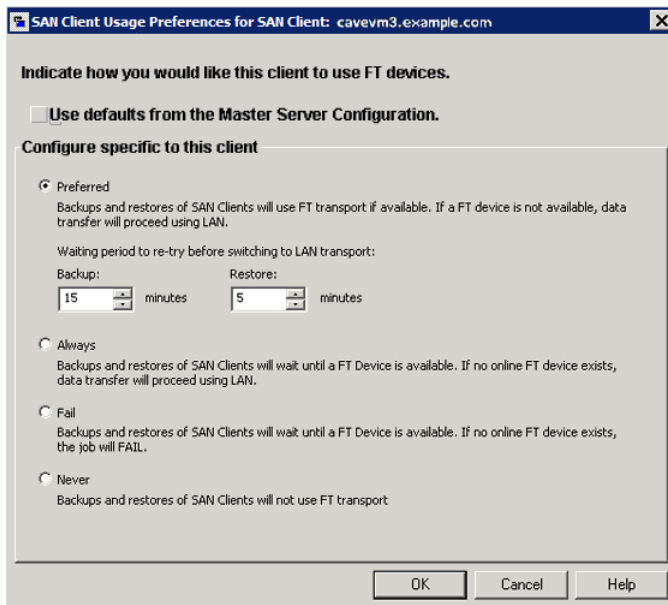 SAN Client Usage Preferences for SAN Client: cavevm3.example.com
Indicate how you would like this client to use FT devices.
Use defaults from the Master Server Configuration.
Configure specific to this client
Preferred
Backups and restores of SAN Clients will use FT transport if available. If a FT device is not available, data
transfer will proceed using LAN.
Waiting period to re-try before switching to LAN transport:
Backup: Restore:
15 minutes 5 minutes
Always
Backups and restores of SAN Clients will wait until a FT Device is available. If no online FT device exists,
data transfer will proceed using LAN.
Fail
Backups and restores of SAN Clients will wait until a FT Device is available. If no online FT device exists,
the job will FAIL.
Never
Backups and restores of SAN Clients will not use FT transport
OK Cancel Help